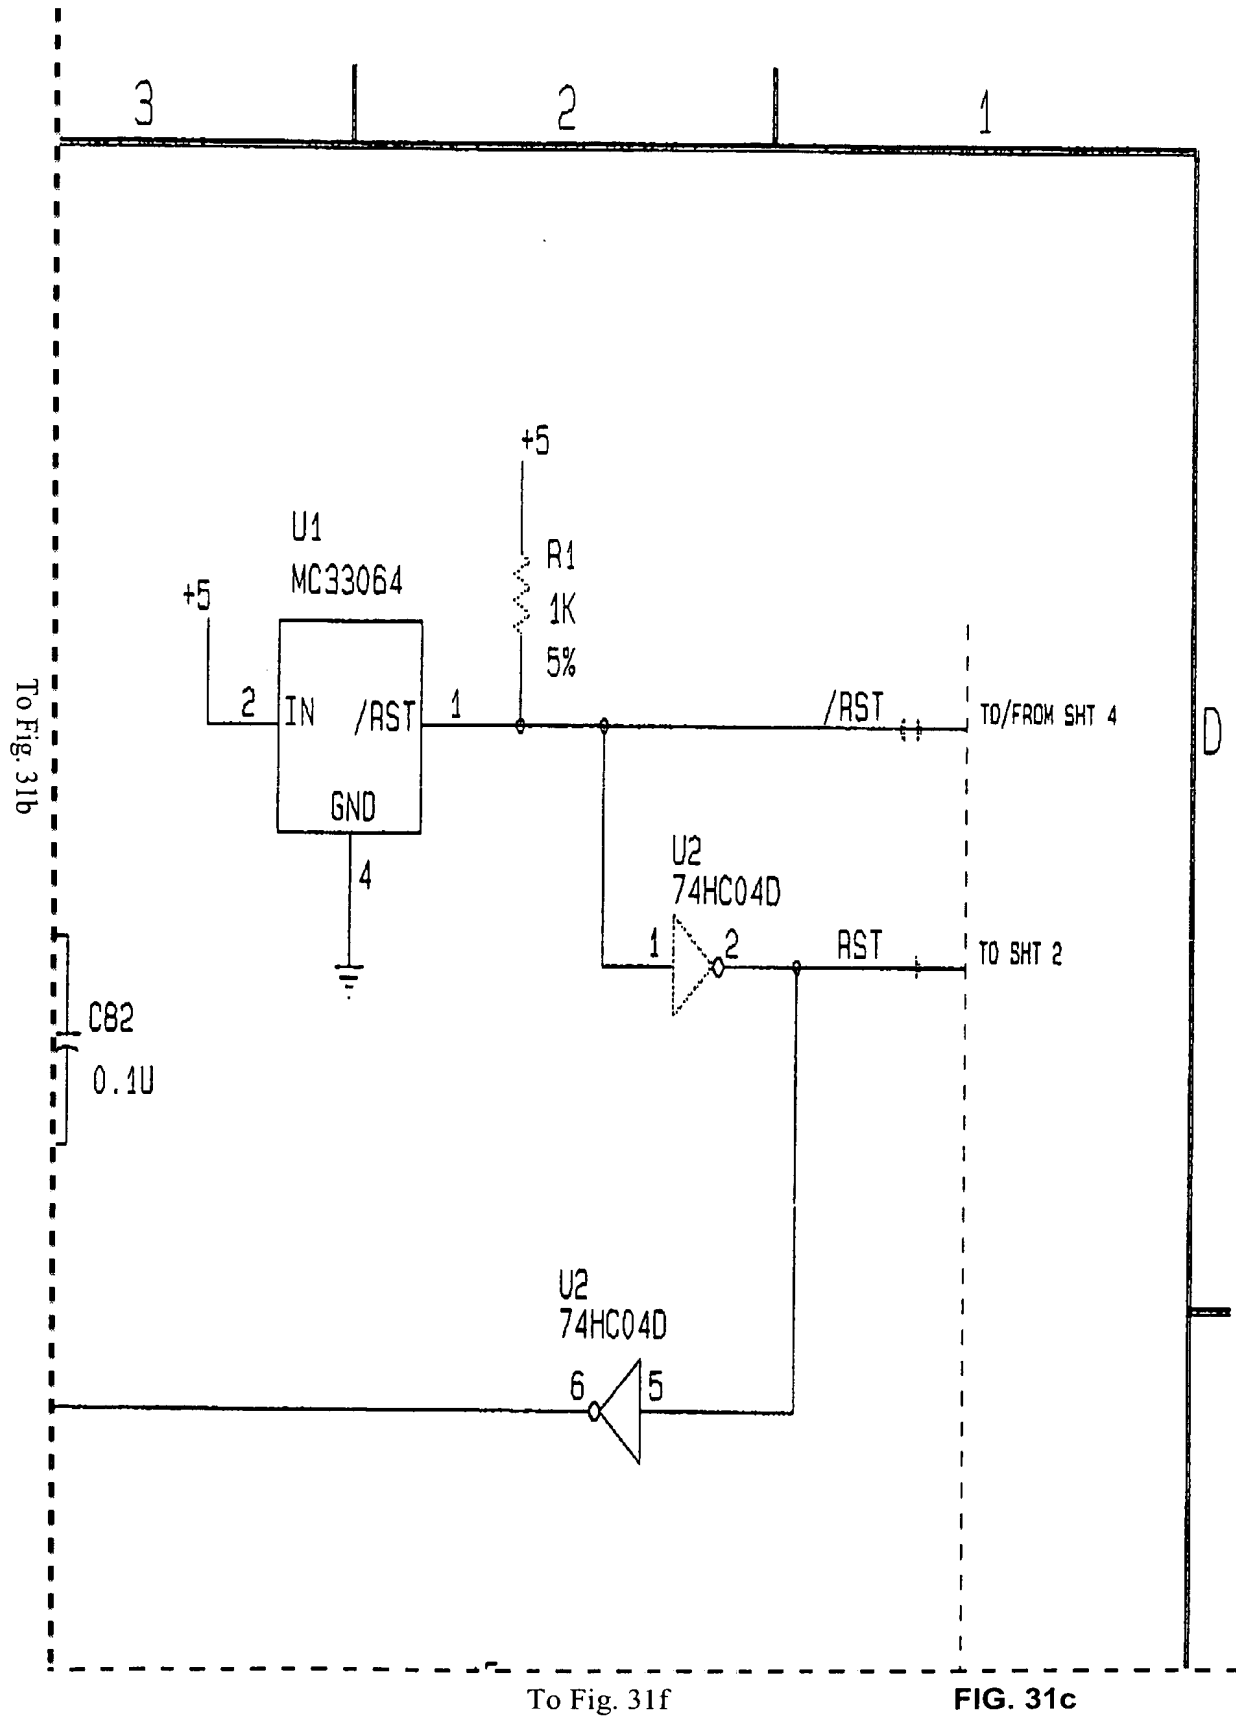 3
2
1
+5
U1
MC33064
R1
1K
5%
+5
2
IN
/RST
1
/RST
TO/FROM SHT 4
D
To Fig. 31b
GND
4
U2
74HC04D
1
2
RST
TO SHT 2
C82
0.1U
U2
74HC04D
6
5
To Fig. 31f
FIG. 31c